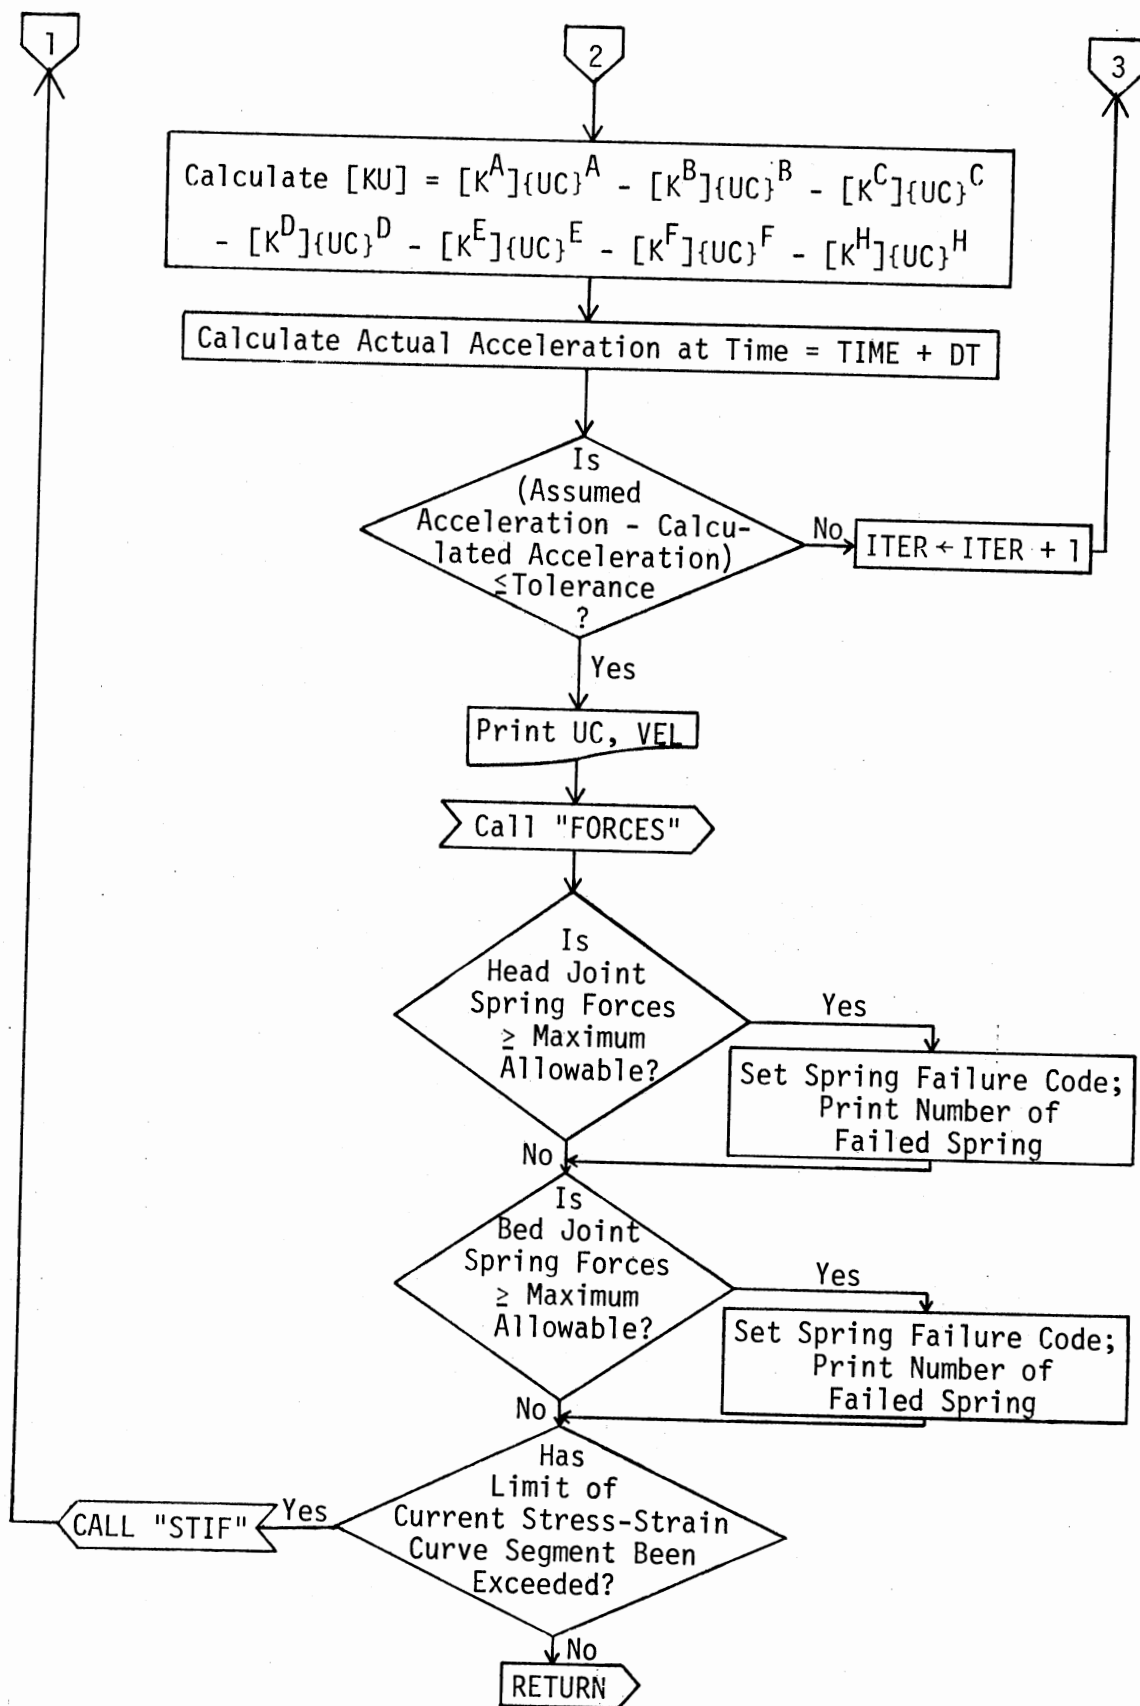 1
2
3
Calculate [KU] = [K^A]{UC}^A - [K^B]{UC}^B - [K^C]{UC}^C
- [K^D]{UC}^D - [K^E]{UC}^E - [K^F]{UC}^F - [K^H]{UC}^H
Calculate Actual Acceleration at Time = TIME + DT
Is
(Assumed
Acceleration - Calcu-
lated Acceleration)
≤Tolerance
?
No
ITER ← ITER + 1
Yes
Print UC, VEL
Call "FORCES"
Is
Head Joint
Spring Forces
≥ Maximum
Allowable?
Yes
Set Spring Failure Code;
Print Number of
Failed Spring
No
Is
Bed Joint
Spring Forces
≥ Maximum
Allowable?
Yes
Set Spring Failure Code;
Print Number of
Failed Spring
No
Has
Limit of
Current Stress-Strain
Curve Segment Been
Exceeded?
Yes
CALL "STIF"
No
RETURN